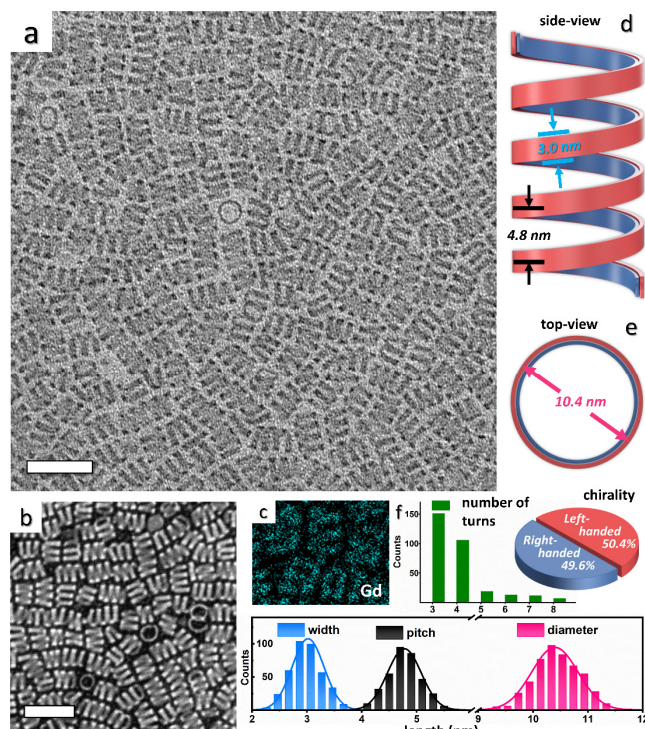 a
side-view
d
3.0 nm
4.8 nm
top-view
e
10.4 nm
b
c
Gd
f
number of
turns
Counts
150
100
50
3 4 5 6 7 8
chirality
Left-
handed
50.4%
Right-
handed
49.6%
width
pitch
diameter
Counts
100
50
2 3 4 5 9 10 11 12
length (nm)